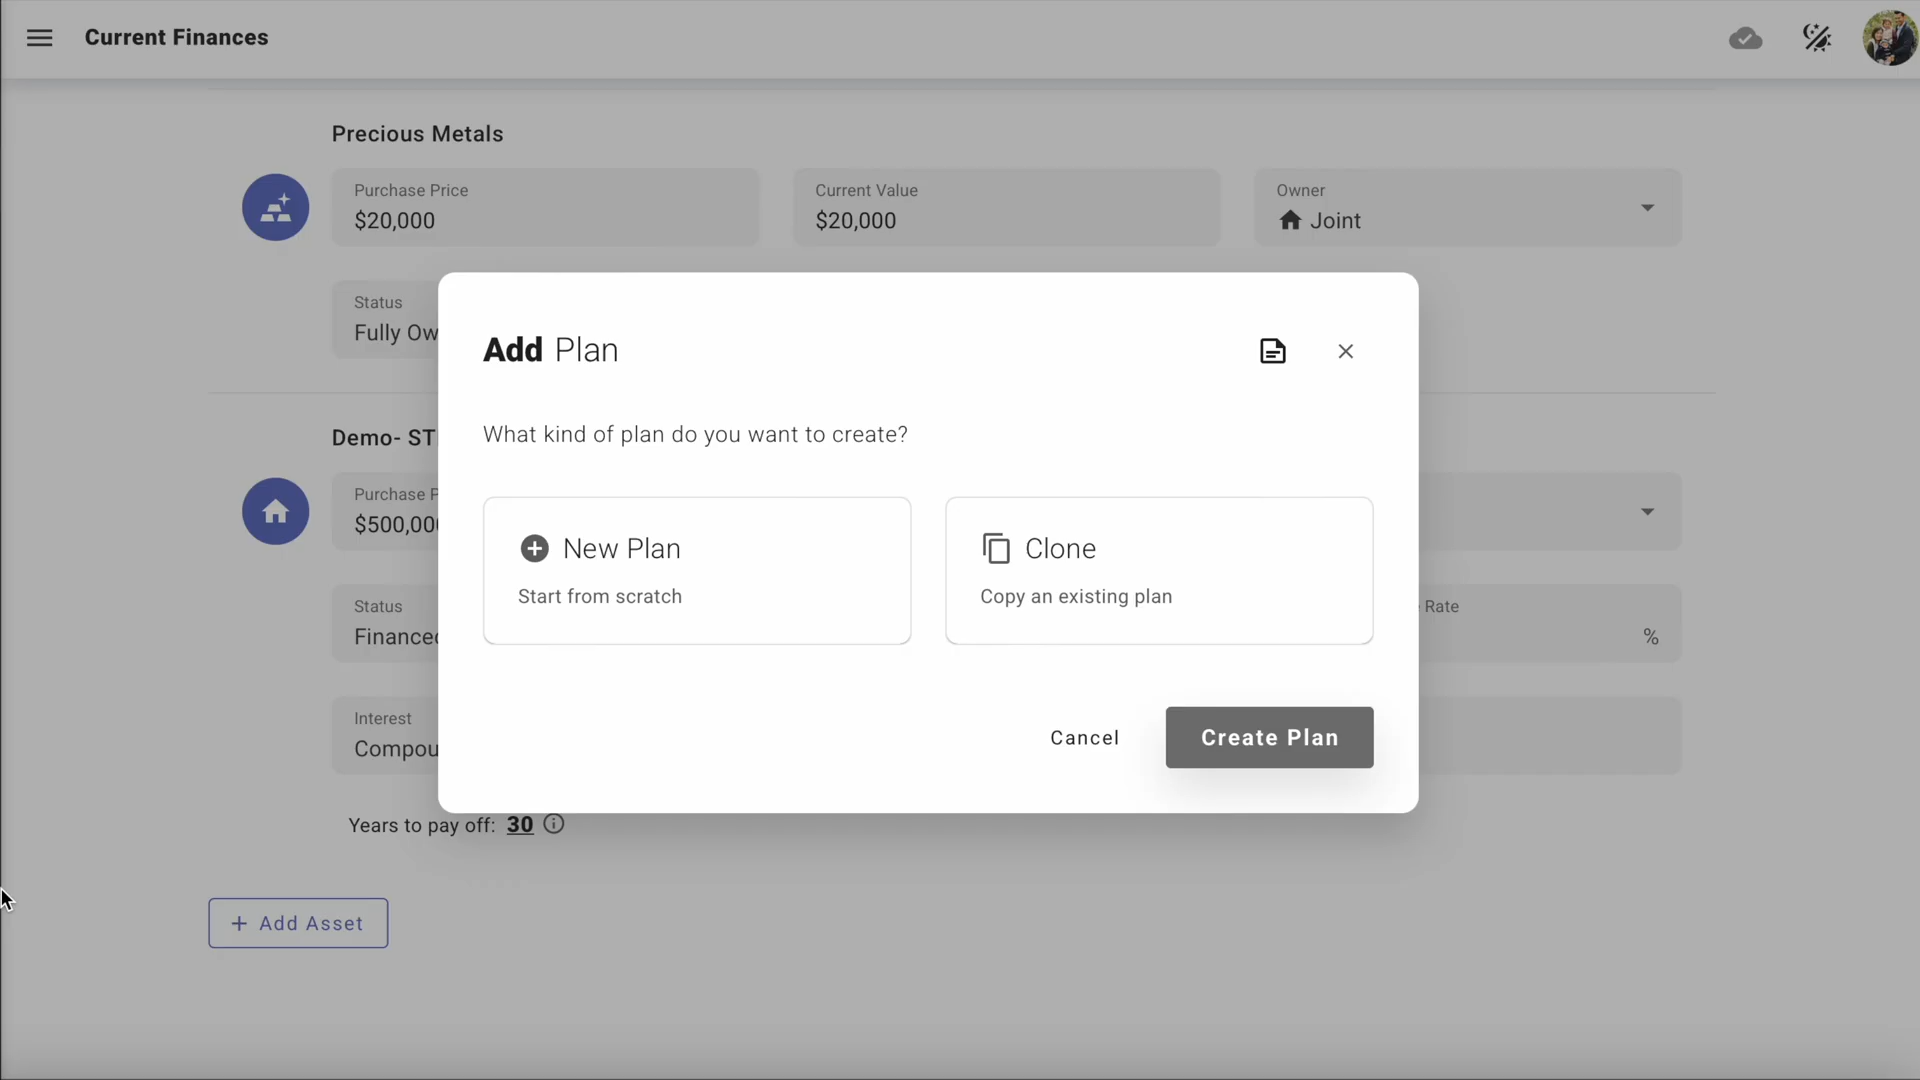 Current Finances
Precious Metals
Purchase Price
$20,000
Current Value
$20,000
Owner
Joint
Status
Fully Ow
Add Plan
What kind of plan do you want to create?
Demo- ST
Purchase P
$500,000
New Plan
Start from scratch
Clone
Copy an existing plan
Status
Financed
Rate
%
Interest
Compou
Cancel
Create Plan
Years to pay off: 30
+ Add Asset